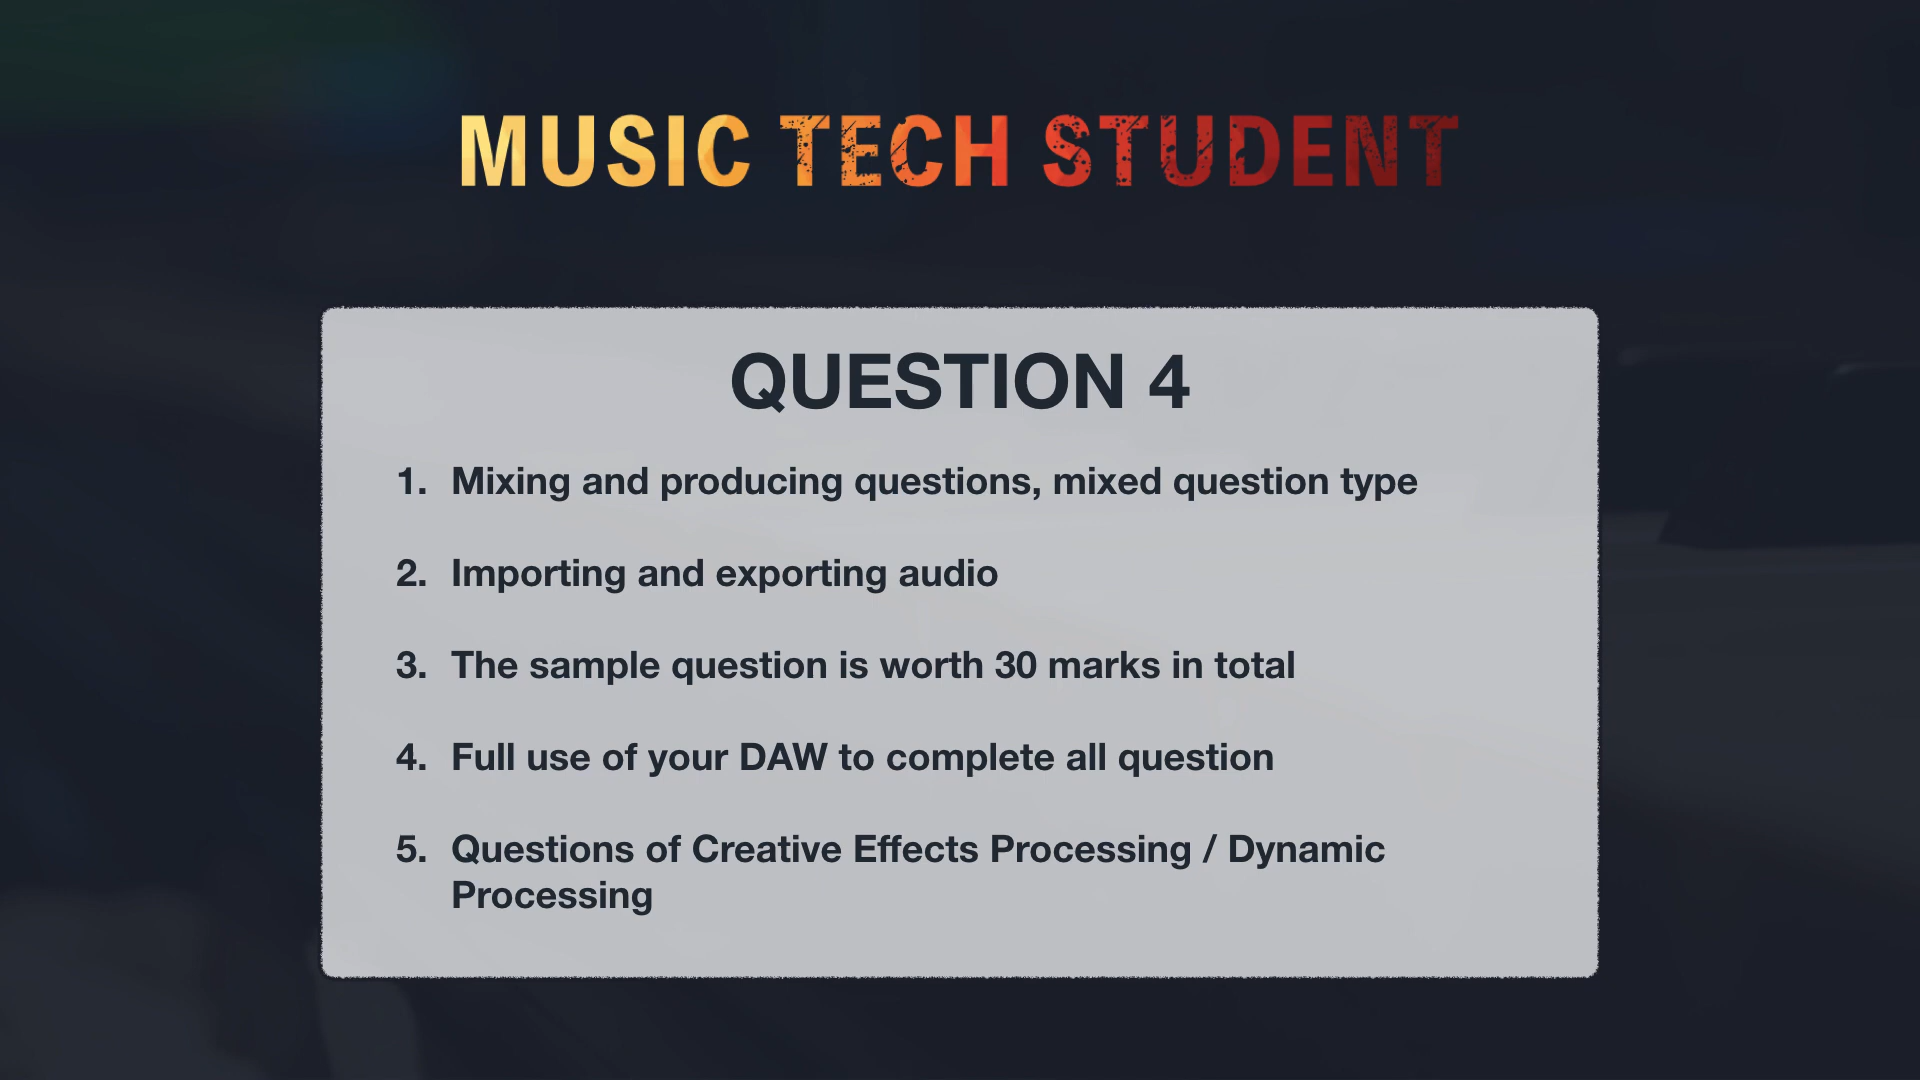 MUSIC TECH STUDENT
QUESTION 4
1. Mixing and producing questions, mixed question type
2. Importing and exporting audio
3. The sample question is worth 30 marks in total
4. Full use of your DAW to complete all question
5. Questions of Creative Effects Processing / Dynamic
Processing